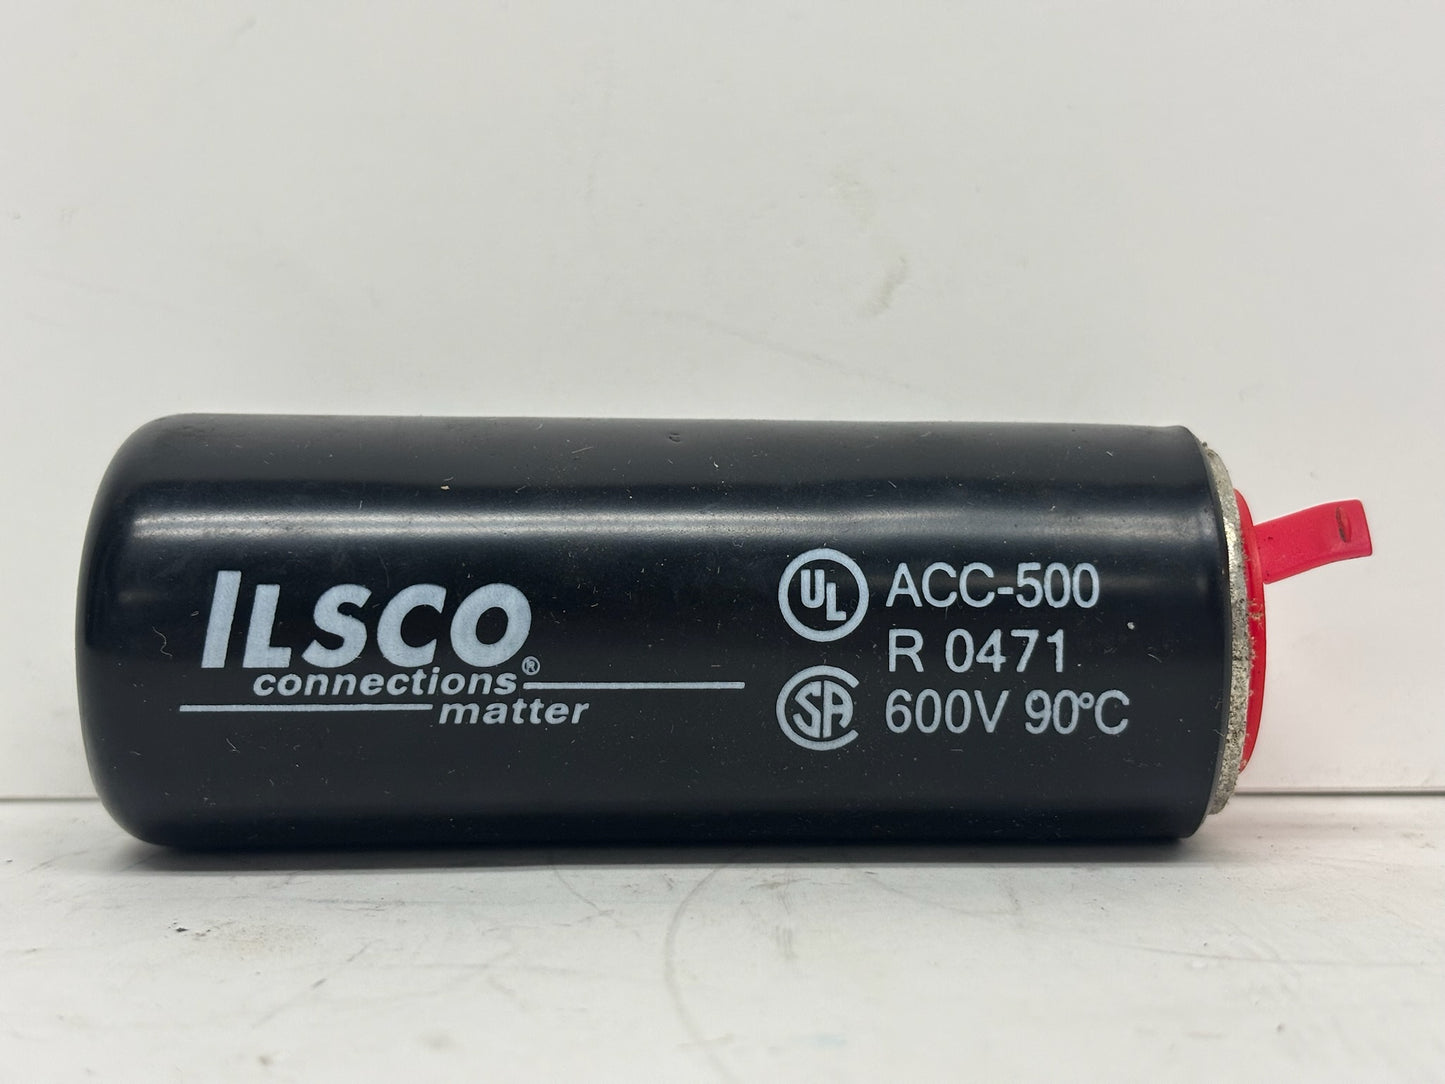 ILSCO®
connections
matter
UL ACC-500
R 0471
SA 600V 90°C